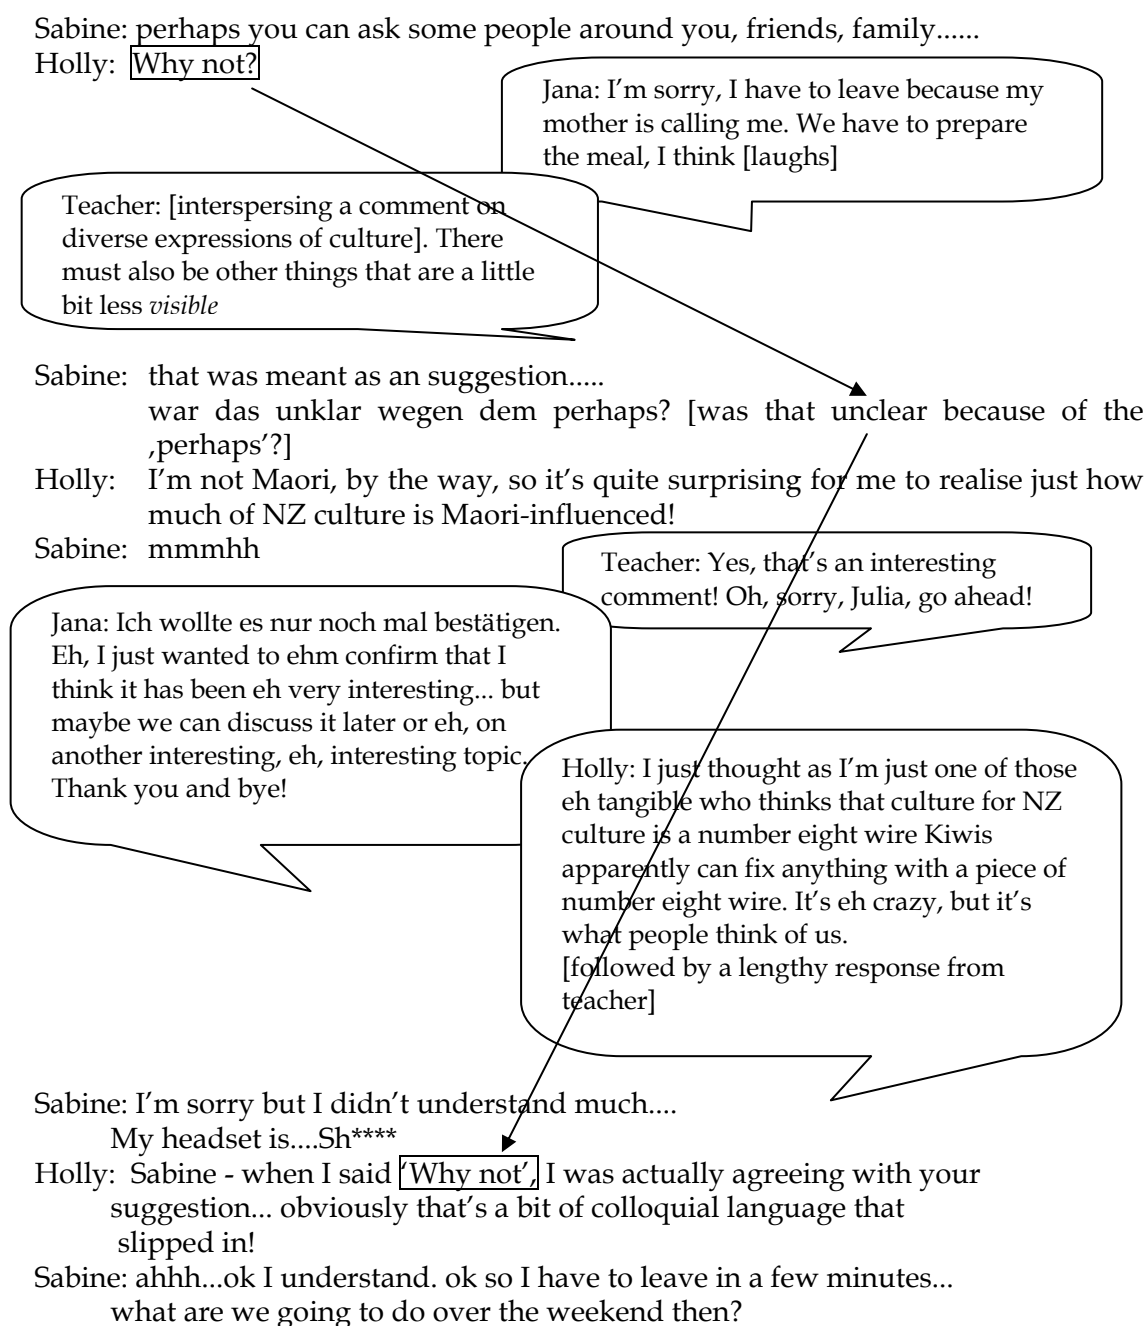 Sabine: perhaps you can ask some people around you, friends, family......
Holly: Why not?
Jana: I'm sorry, I have to leave because my
mother is calling me. We have to prepare
the meal, I think [laughs]
Teacher: [interspersing a comment on
diverse expressions of culture]. There
must also be other things that are a little
bit less visible
Sabine: that was meant as an suggestion.....
war das unklar wegen dem perhaps? [was that unclear because of the
‚perhaps'?]
Holly: I'm not Maori, by the way, so it's quite surprising for me to realise just how
much of NZ culture is Maori-influenced!
Sabine: mmmhh
Teacher: Yes, that's an interesting
comment! Oh, sorry, Julia, go ahead!
Jana: Ich wollte es nur noch mal bestätigen.
Eh, I just wanted to ehm confirm that I
think it has been eh very interesting... but
maybe we can discuss it later or eh, on
another interesting, eh, interesting topic.
Thank you and bye!
Holly: I just thought as I'm just one of those
eh tangible who thinks that culture for NZ
culture is a number eight wire Kiwis
apparently can fix anything with a piece of
number eight wire. It's eh crazy, but it's
what people think of us.
[followed by a lengthy response from
teacher]
Sabine: I'm sorry but I didn't understand much....
My headset is....Sh****
Holly: Sabine - when I said 'Why not', I was actually agreeing with your
suggestion... obviously that's a bit of colloquial language that
slipped in!
Sabine: ahhh...ok I understand. ok so I have to leave in a few minutes...
what are we going to do over the weekend then?